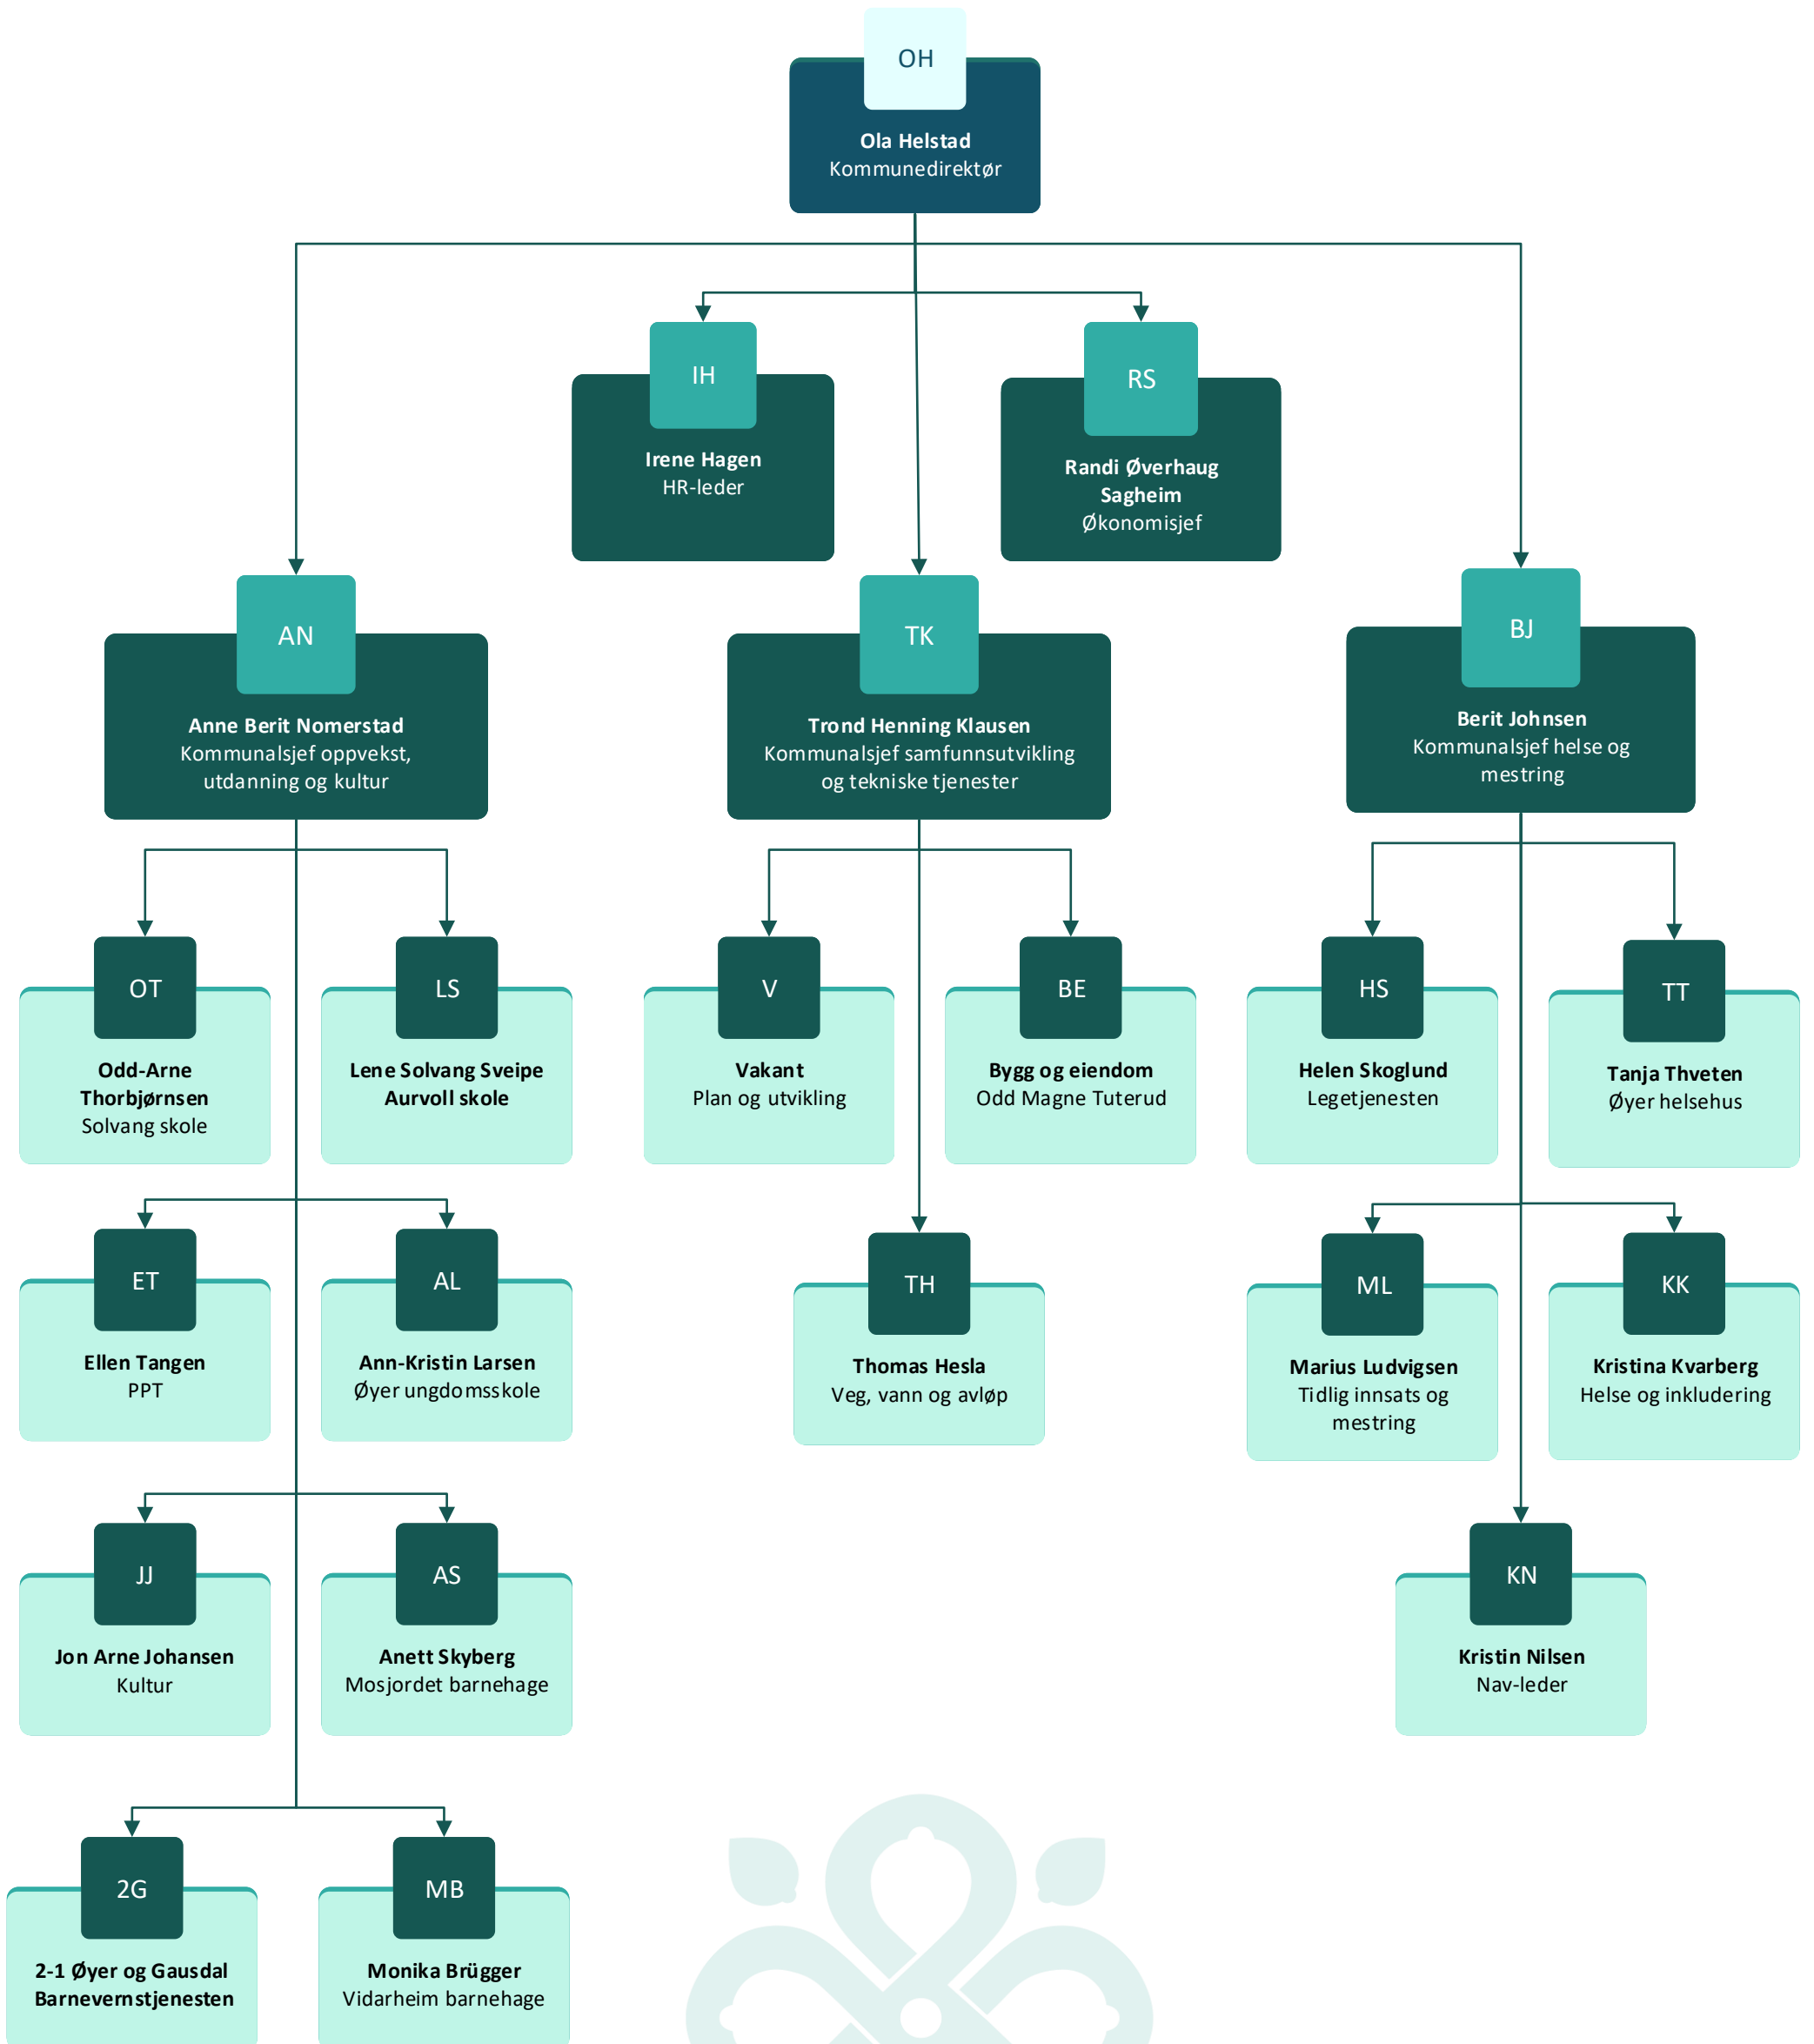 OH
Ola Helstad
Kommunedirektør
IH
Irene Hagen
HR-leder
RS
Randi Øverhaug
Sagheim
Økonomisjef
AN
Anne Berit Nomerstad
Kommunalsjef oppvekst,
utdanning og kultur
TK
Trond Henning Klausen
Kommunalsjef samfunnsutvikling
og tekniske tjenester
BJ
Berit Johnsen
Kommunalsjef helse og
mestring
OT
Odd-Arne
Thorbjørnsen
Solvang skole
LS
Lene Solvang Sveipe
Aurvoll skole
V
Vakant
Plan og utvikling
BE
Bygg og eiendom
Odd Magne Tuterud
HS
Helen Skoglund
Legetjenesten
TT
Tanja Thveten
Øyer helsehus
ET
Ellen Tangen
PPT
AL
Ann-Kristin Larsen
Øyer ungdomsskole
TH
Thomas Hesla
Veg, vann og avløp
ML
Marius Ludvigsen
Tidlig innsats og
mestring
KK
Kristina Kvarberg
Helse og inkludering
JJ
Jon Arne Johansen
Kultur
AS
Anett Skyberg
Mosjordet barnehage
KN
Kristin Nilsen
Nav-leder
2G
2-1 Øyer og Gausdal
Barnevernstjenesten
MB
Monika Brügger
Vidarheim barnehage